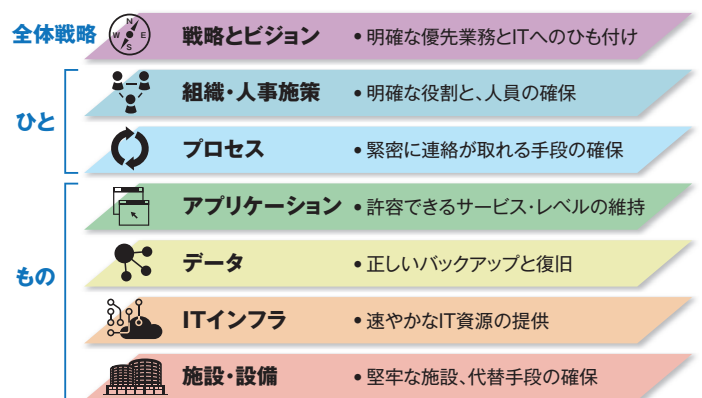 全体戦略
N
W E
S
戦略とビジョン
•明確な優先業務とITへのひも付け
ひと
組織・人事施策
•明確な役割と、人員の確保
プロセス
•緊密に連絡が取れる手段の確保
もの
アプリケーション
•許容できるサービス・レベルの維持
データ
•正しいバックアップと復旧
ITインフラ
•速やかなIT資源の提供
施設・設備
•堅牢な施設、代替手段の確保